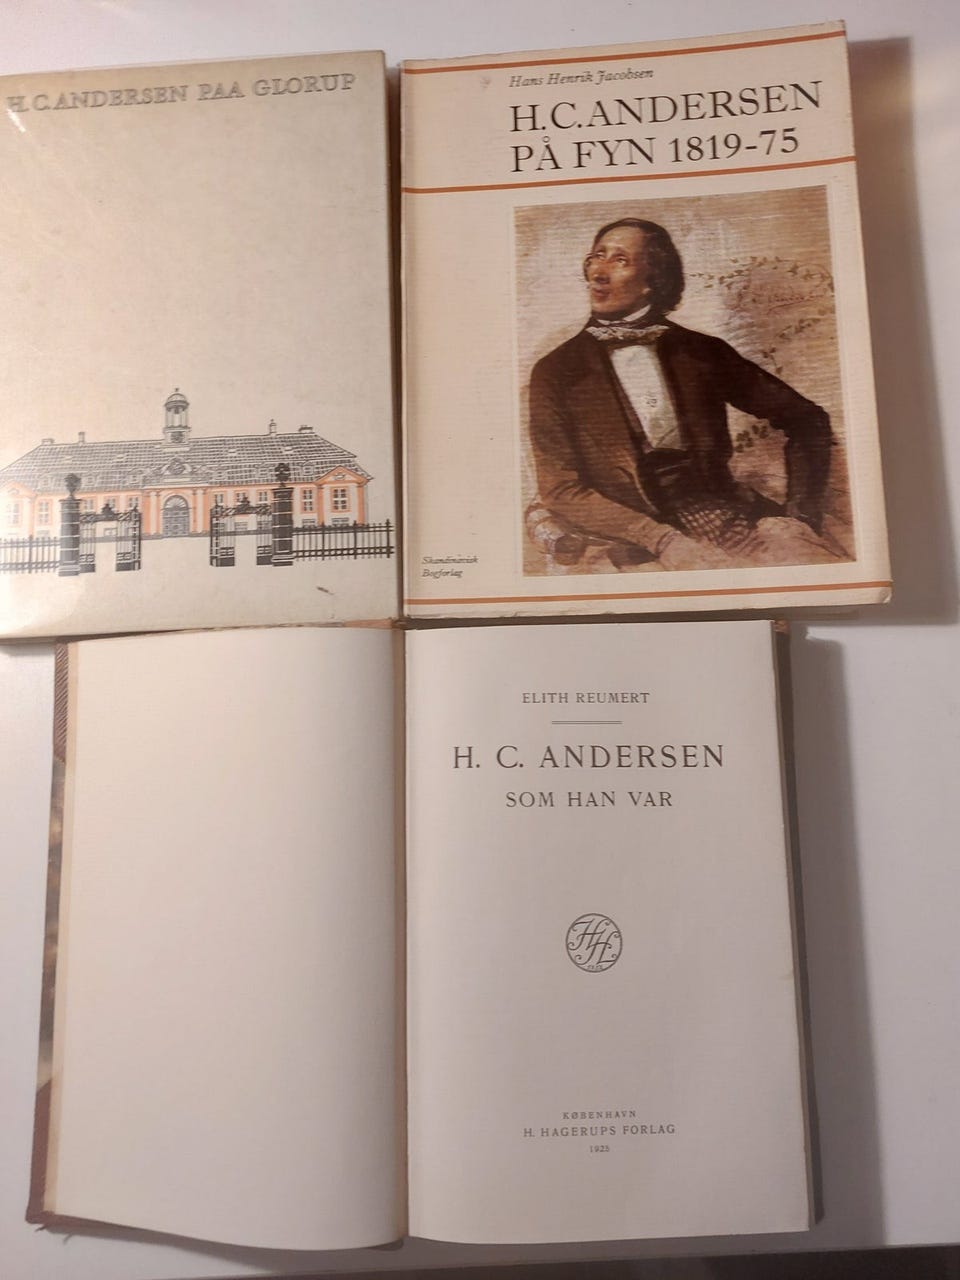 H.C.ANDERSEN PAA GLORUP
Hans Henrik Jacobsen
H.C.ANDERSEN
PÅ FYN 1819-75
Skandinavisk
Bogforlag
ELITH REUMERT
H. C. ANDERSEN
SOM HAN VAR
KØBENHAVN
H. HAGERUPS FORLAG
1925